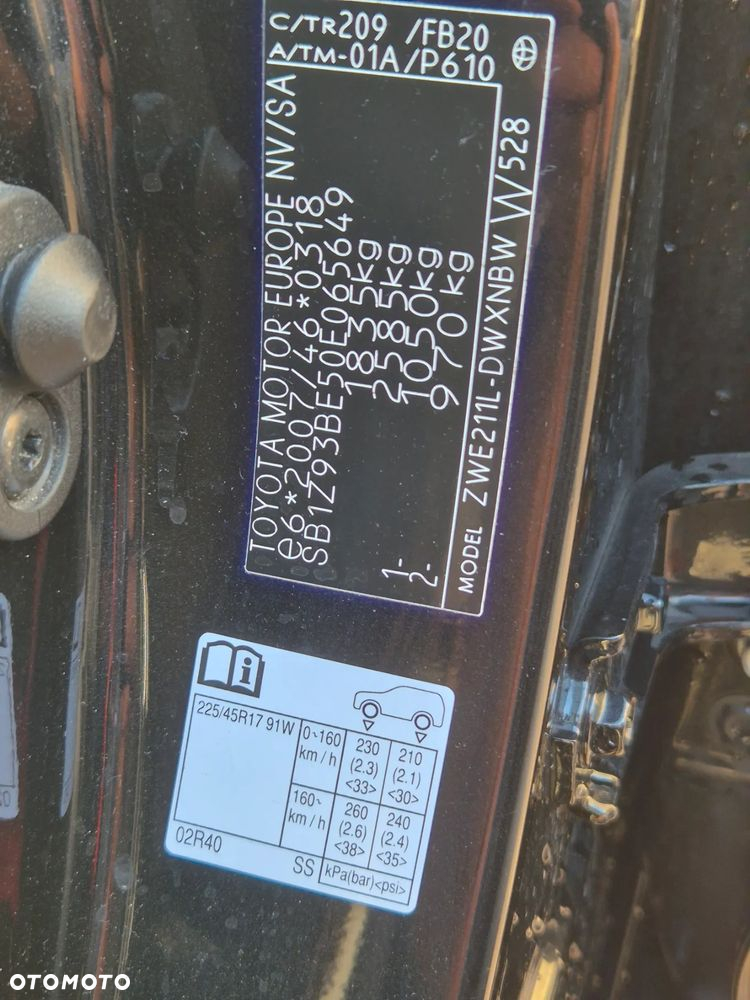 TOYOTA MOTOR EUROPE NV/SA
e6*2007/46*0318
SB1Z93BE50E065649
1835kg
2585kg
1- 1050kg
2- 970kg
MODEL ZWE211L-DWXNBW W528
C/TR209 /FB20
A/TM-01A/P610
225/45R17 91W
0~160 km/h
230 (2.3) <33>
210 (2.1) <30>
160~ km/h
260 (2.6) <38>
240 (2.4) <35>
02R40
SS
kPa(bar)<psi>
OTOMOTO